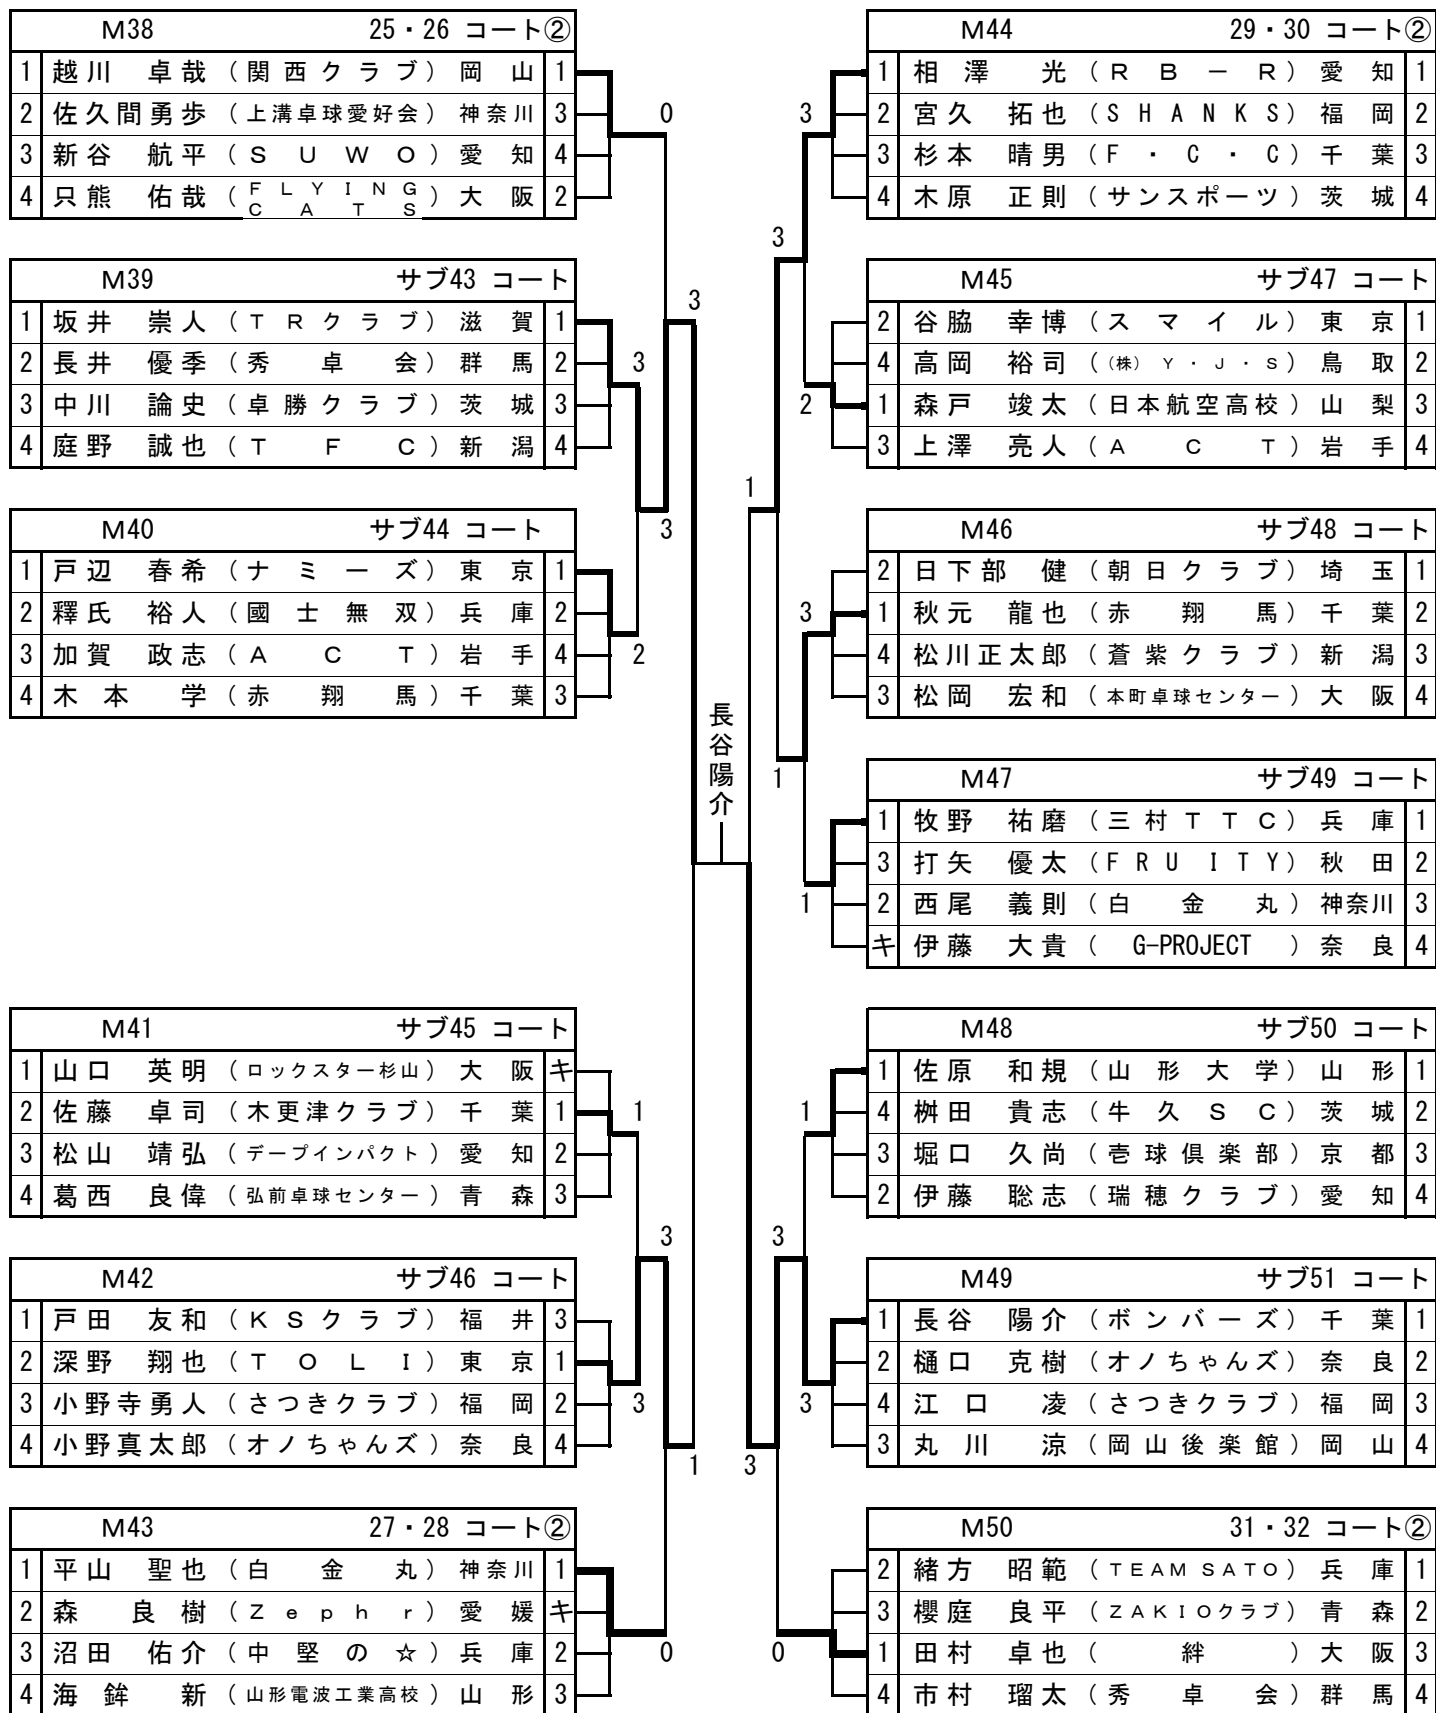 M38 25・26 コート②
1 越川 卓哉 (関西クラブ) 岡山 1
2 佐久間勇歩 (上溝卓球愛好会) 神奈川 3
3 新谷 航平 (SUWO) 愛知 4
4 只熊 佑哉 (FLYING CATS) 大阪 2
0
M39 サブ43 コート
1 坂井 崇人 (TRクラブ) 滋賀 1
2 長井 優季 (秀卓会) 群馬 2
3 中川 論史 (卓勝クラブ) 茨城 3
4 庭野 誠也 (TFC) 新潟 4
3
3
3
M40 サブ44 コート
1 戸辺 春希 (ナミーズ) 東京 1
2 釋氏 裕人 (國士無双) 兵庫 2
3 加賀 政志 (ACT) 岩手 4
4 木本 学 (赤翔馬) 千葉 3
2
M41 サブ45 コート
1 山口 英明 (ロックスター杉山) 大阪 キ
2 佐藤 卓司 (木更津クラブ) 千葉 1
3 松山 靖弘 (デープインパクト) 愛知 2
4 葛西 良偉 (弘前卓球センター) 青森 3
1
3
M42 サブ46 コート
1 戸田 友和 (KSクラブ) 福井 3
2 深野 翔也 (TOLI) 東京 1
3 小野寺勇人 (さつきクラブ) 福岡 2
4 小野真太郎 (オノちゃんズ) 奈良 4
3
1
M43 27・28 コート②
1 平山 聖也 (白金丸) 神奈川 1
2 森 良樹 (Zephr) 愛媛 キ
3 沼田 佑介 (中堅の☆) 兵庫 2
4 海鉾 新 (山形電波工業高校) 山形 3
0
長谷陽介
M44 29・30 コート②
1 相澤 光 (RB-R) 愛知 1
2 宮久 拓也 (SHANKS) 福岡 2
3 杉本 晴男 (F・C・C) 千葉 3
4 木原 正則 (サンスポーツ) 茨城 4
3
3
M45 サブ47 コート
2 谷脇 幸博 (スマイル) 東京 1
4 高岡 裕司 ((株)Y・J・S) 鳥取 2
1 森戸 竣太 (日本航空高校) 山梨 3
3 上澤 亮人 (ACT) 岩手 4
2
1
M46 サブ48 コート
2 日下部 健 (朝日クラブ) 埼玉 1
1 秋元 龍也 (赤翔馬) 千葉 2
4 松川正太郎 (蒼紫クラブ) 新潟 3
3 松岡 宏和 (本町卓球センター) 大阪 4
3
1
M47 サブ49 コート
1 牧野 祐磨 (三村TTC) 兵庫 1
3 打矢 優太 (FRUITY) 秋田 2
2 西尾 義則 (白金丸) 神奈川 3
キ 伊藤 大貴 (G-PROJECT) 奈良 4
1
M48 サブ50 コート
1 佐原 和規 (山形大学) 山形 1
4 桝田 貴志 (牛久SC) 茨城 2
3 堀口 久尚 (壱球倶楽部) 京都 3
2 伊藤 聡志 (瑞穂クラブ) 愛知 4
1
3
M49 サブ51 コート
1 長谷 陽介 (ボンバーズ) 千葉 1
2 樋口 克樹 (オノちゃんズ) 奈良 2
4 江口 凌 (さつきクラブ) 福岡 3
3 丸川 涼 (岡山後楽館) 岡山 4
3
3
M50 31・32 コート②
2 緒方 昭範 (TEAM SATO) 兵庫 1
3 櫻庭 良平 (ZAKIOクラブ) 青森 2
1 田村 卓也 (絆) 大阪 3
4 市村 瑠太 (秀卓会) 群馬 4
0